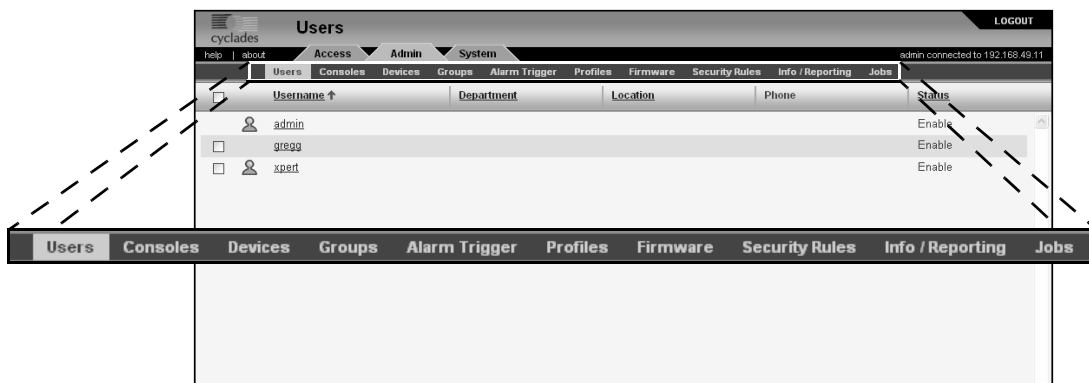 LOGOUT
Users
cyclades
help | about
Access Admin System
admin connected to 192.168.49.11
Users Consoles Devices Groups Alarm Trigger Profiles Firmware Security Rules Info / Reporting Jobs
Username ↑ Department Location Phone Status
admin Enable
gregg Enable
xpert Enable
Users Consoles Devices Groups Alarm Trigger Profiles Firmware Security Rules Info / Reporting Jobs